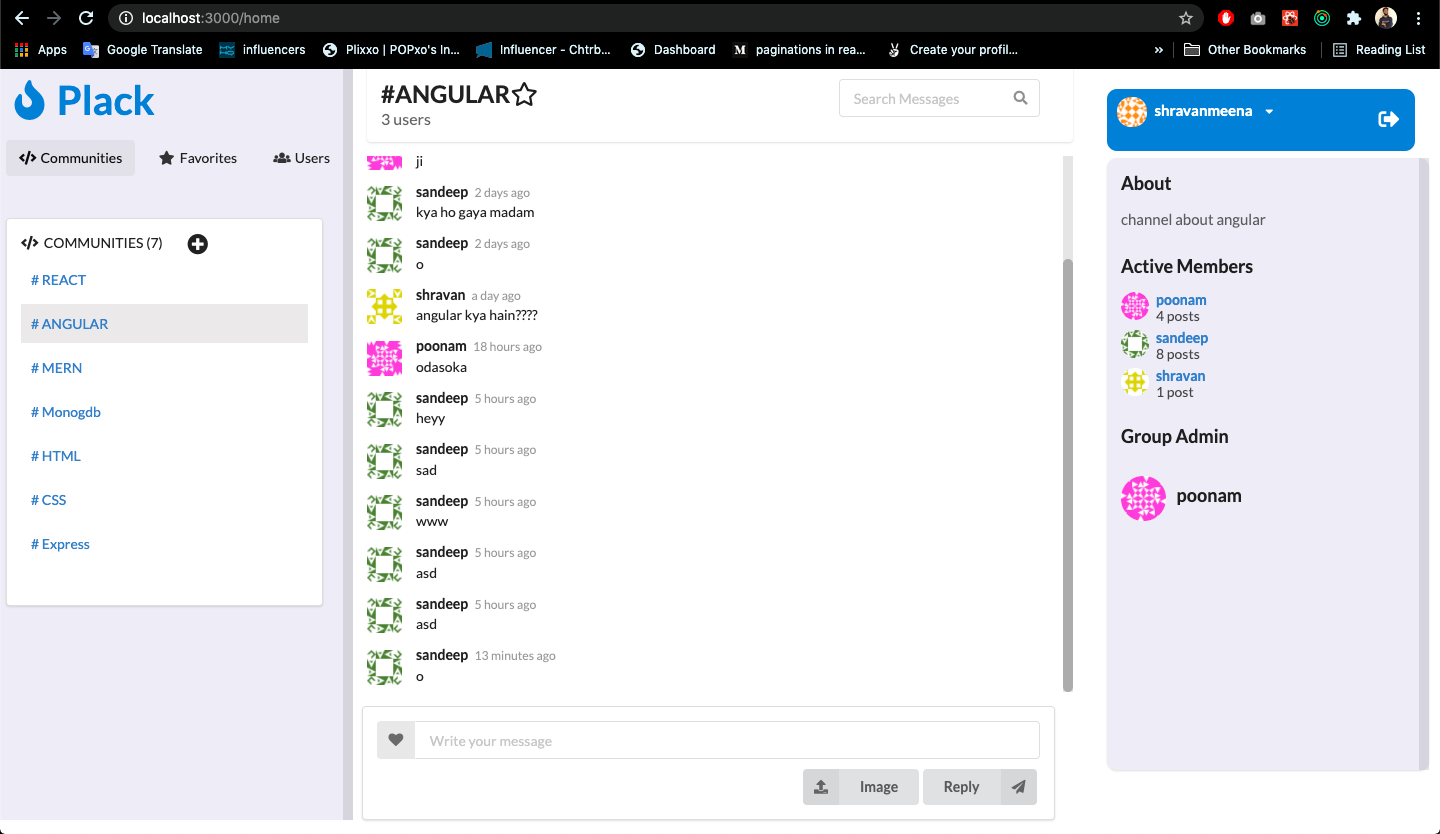 localhost:3000/home
Apps Google Translate influencers Plixxo | POPxo's In... Influencer - Chtrb... Dashboard M paginations in rea... Create your profil... » Other Bookmarks Reading List
Plack
Communities Favorites Users
COMMUNITIES (7)
# REACT
# ANGULAR
# MERN
# Monogdb
# HTML
# CSS
# Express
#ANGULAR
3 users
Search Messages
ji
sandeep 2 days ago
kya ho gaya madam
sandeep 2 days ago
o
shravan a day ago
angular kya hain????
poonam 18 hours ago
odasoka
sandeep 5 hours ago
heyy
sandeep 5 hours ago
sad
sandeep 5 hours ago
www
sandeep 5 hours ago
asd
sandeep 5 hours ago
asd
sandeep 13 minutes ago
o
Write your message
Image Reply
shravanmeena
About
channel about angular
Active Members
poonam
4 posts
sandeep
8 posts
shravan
1 post
Group Admin
poonam